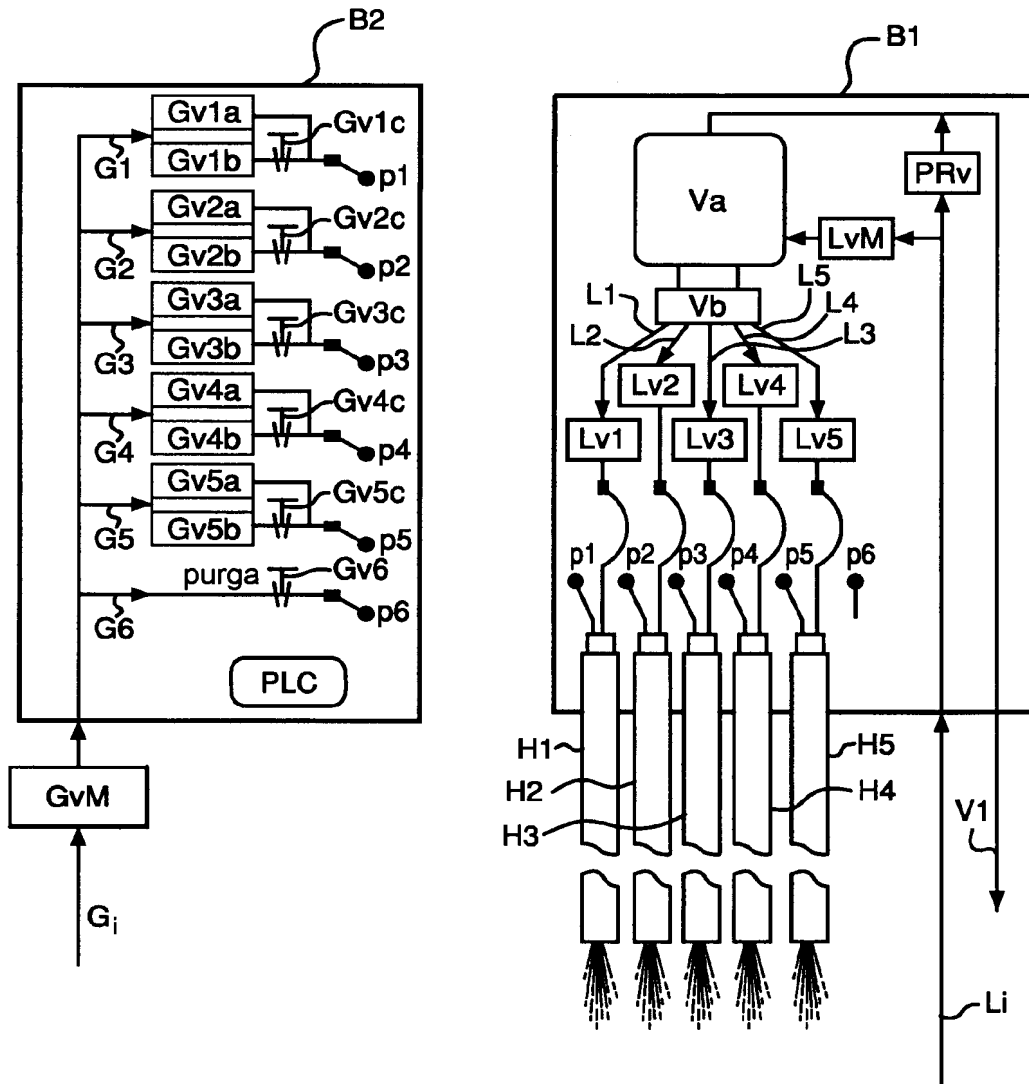 B2
Gv1a
Gv1b
Gv1c
G1
p1
Gv2a
Gv2b
Gv2c
G2
p2
Gv3a
Gv3b
Gv3c
G3
p3
Gv4a
Gv4b
Gv4c
G4
p4
Gv5a
Gv5b
Gv5c
G5
p5
purga
Gv6
G6
p6
PLC
GvM
Gi
B1
Va
PRv
LvM
Vb
L1
L2
L5
L4
L3
Lv2
Lv4
Lv1
Lv3
Lv5
p1
p2
p3
p4
p5
p6
H1
H2
H3
H5
H4
V1
Li